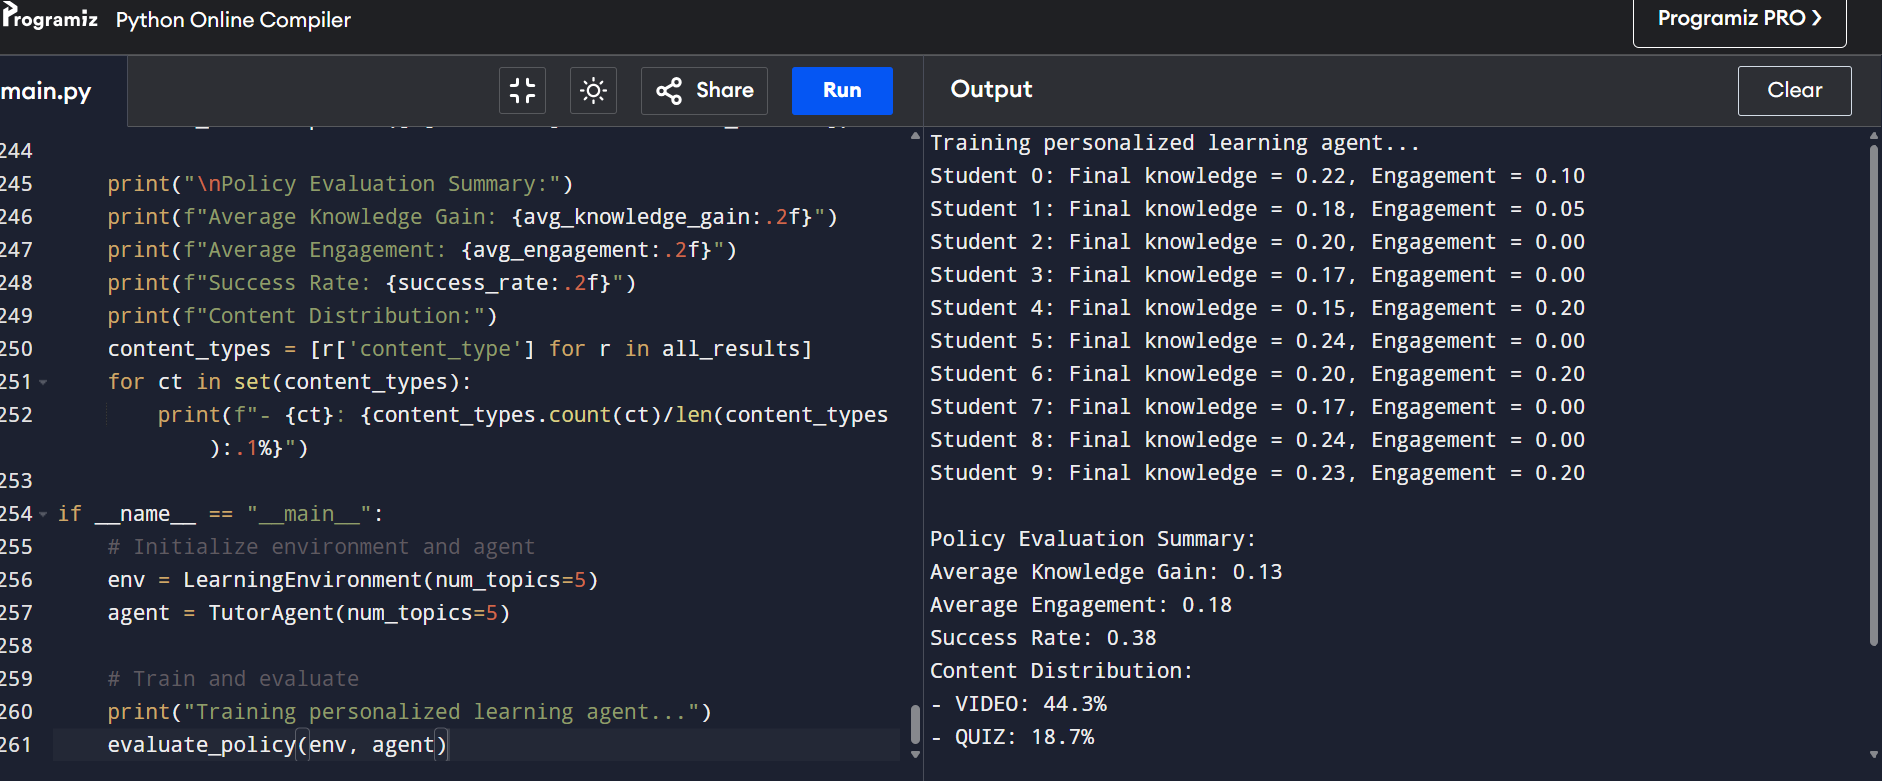 Programiz Python Online Compiler
Programiz PRO ❯
main.py
Share
Run
Output
Clear
244
245 print("\nPolicy Evaluation Summary:")
246 print(f"Average Knowledge Gain: {avg_knowledge_gain:.2f}")
247 print(f"Average Engagement: {avg_engagement:.2f}")
248 print(f"Success Rate: {success_rate:.2f}")
249 print(f"Content Distribution:")
250 content_types = [r['content_type'] for r in all_results]
251 for ct in set(content_types):
252 print(f"- {ct}: {content_types.count(ct)/len(content_types
):.1%}")
253
254 if __name__ == "__main__":
255 # Initialize environment and agent
256 env = LearningEnvironment(num_topics=5)
257 agent = TutorAgent(num_topics=5)
258
259 # Train and evaluate
260 print("Training personalized learning agent...")
261 evaluate_policy(env, agent)
Training personalized learning agent...
Student 0: Final knowledge = 0.22, Engagement = 0.10
Student 1: Final knowledge = 0.18, Engagement = 0.05
Student 2: Final knowledge = 0.20, Engagement = 0.00
Student 3: Final knowledge = 0.17, Engagement = 0.00
Student 4: Final knowledge = 0.15, Engagement = 0.20
Student 5: Final knowledge = 0.24, Engagement = 0.00
Student 6: Final knowledge = 0.20, Engagement = 0.20
Student 7: Final knowledge = 0.17, Engagement = 0.00
Student 8: Final knowledge = 0.24, Engagement = 0.00
Student 9: Final knowledge = 0.23, Engagement = 0.20
Policy Evaluation Summary:
Average Knowledge Gain: 0.13
Average Engagement: 0.18
Success Rate: 0.38
Content Distribution:
- VIDEO: 44.3%
- QUIZ: 18.7%